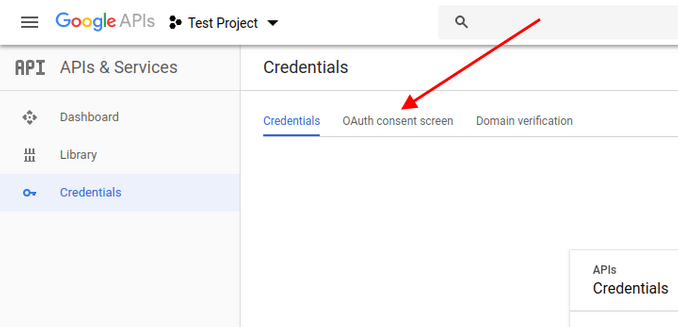 Google APIs
Test Project
API
APIs & Services
Credentials
Dashboard
Library
Credentials
Credentials
OAuth consent screen
Domain verification
APIs
Credentials